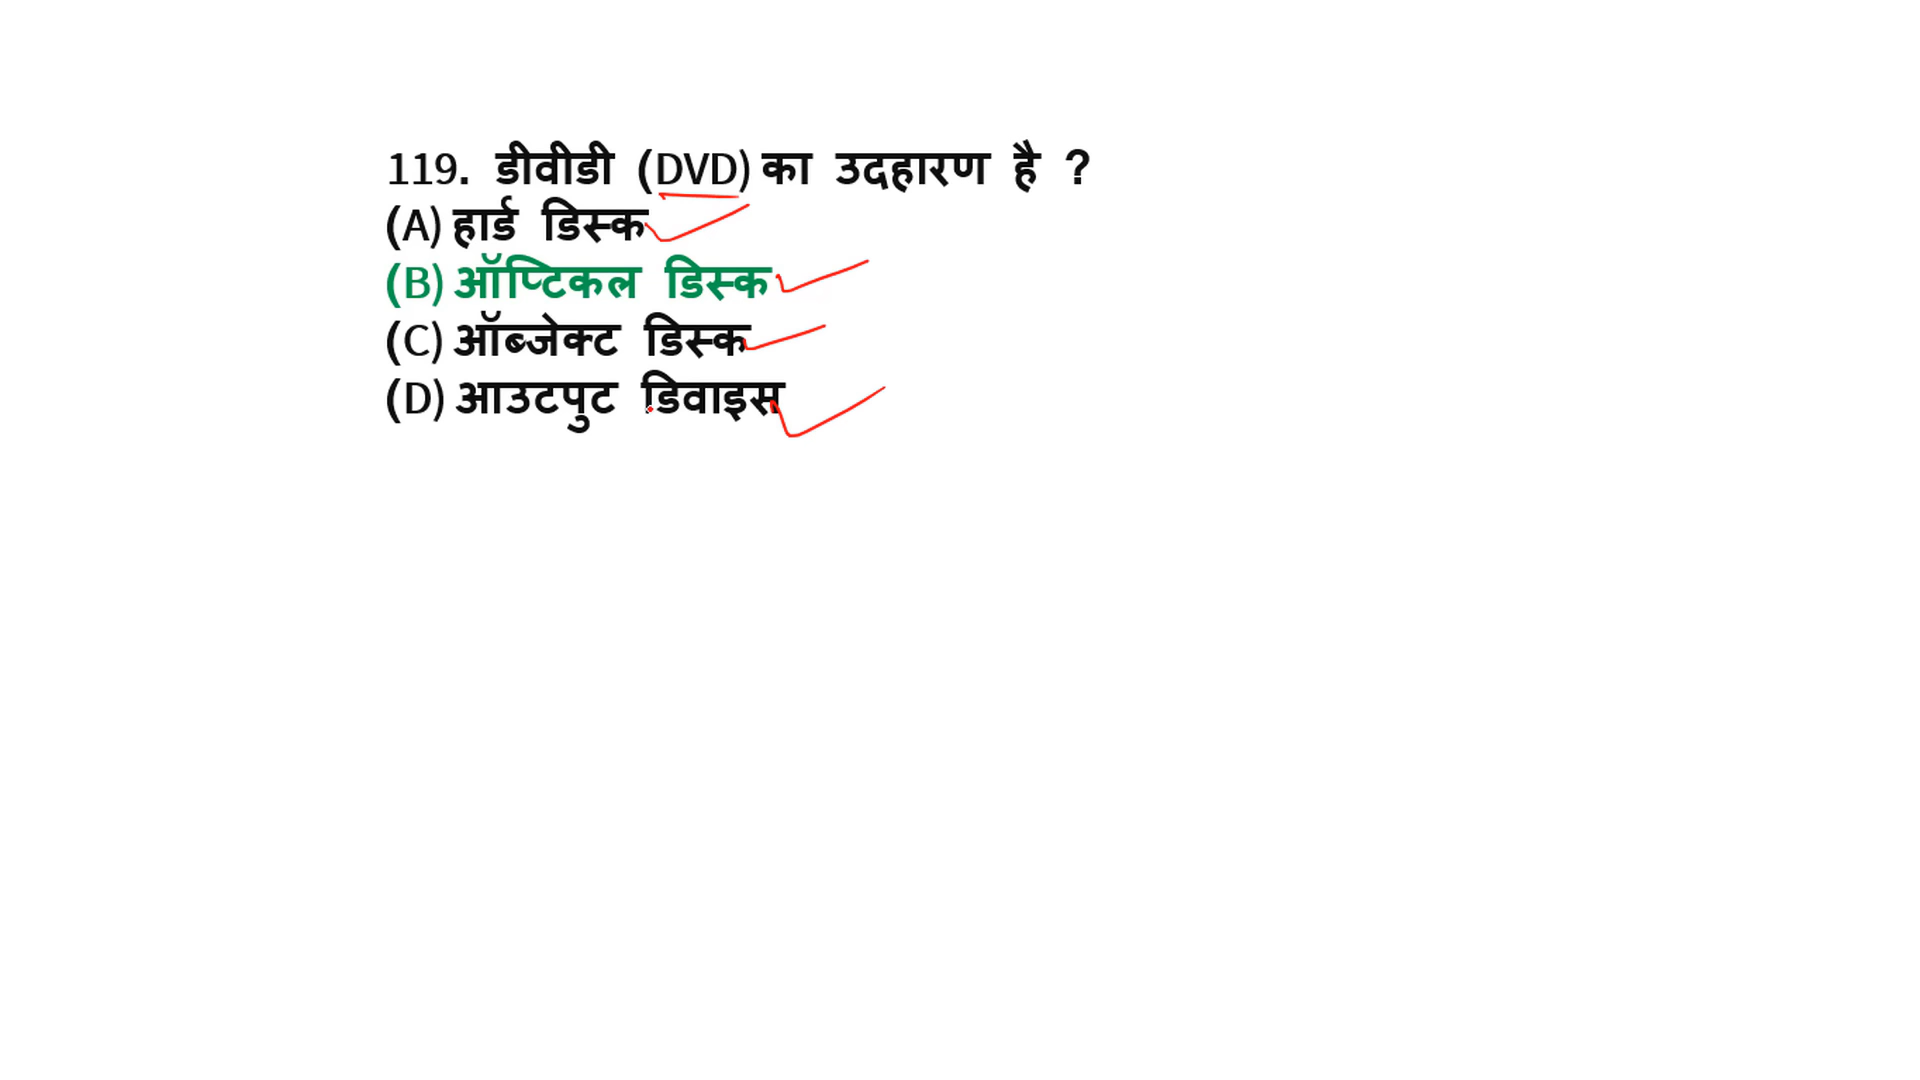 119. डीवीडी (DVD) का उदहारण है ?
(A) हार्ड डिस्क
(B) ऑप्टिकल डिस्क
(C) ऑब्जेक्ट डिस्क
(D) आउटपुट डिवाइस